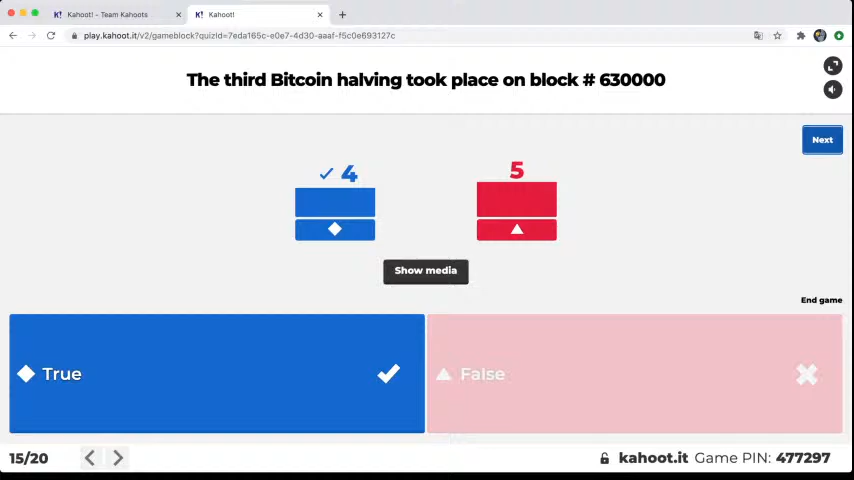 K! Kahoot! - Team Kahoots
K! Kahoot!
play.kahoot.it/v2/gameblock?quizId=7eda165c-e0e7-4d30-aaaf-f5c0e693127c
The third Bitcoin halving took place on block # 630000
Next
4
5
Show media
End game
True
False
15/20
kahoot.it Game PIN: 477297